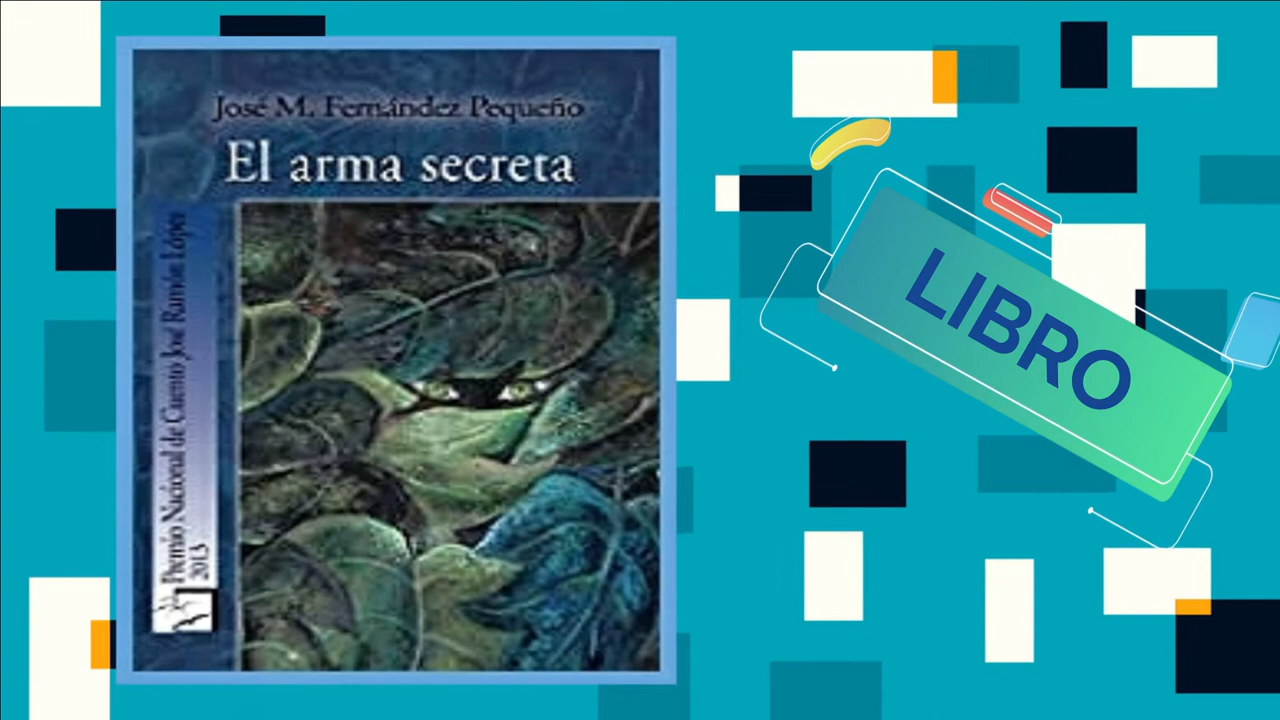 José M. Fernández Pequeño
El arma secreta
Premio Nacional de Cuento José Ramón López
2013
LIBRO